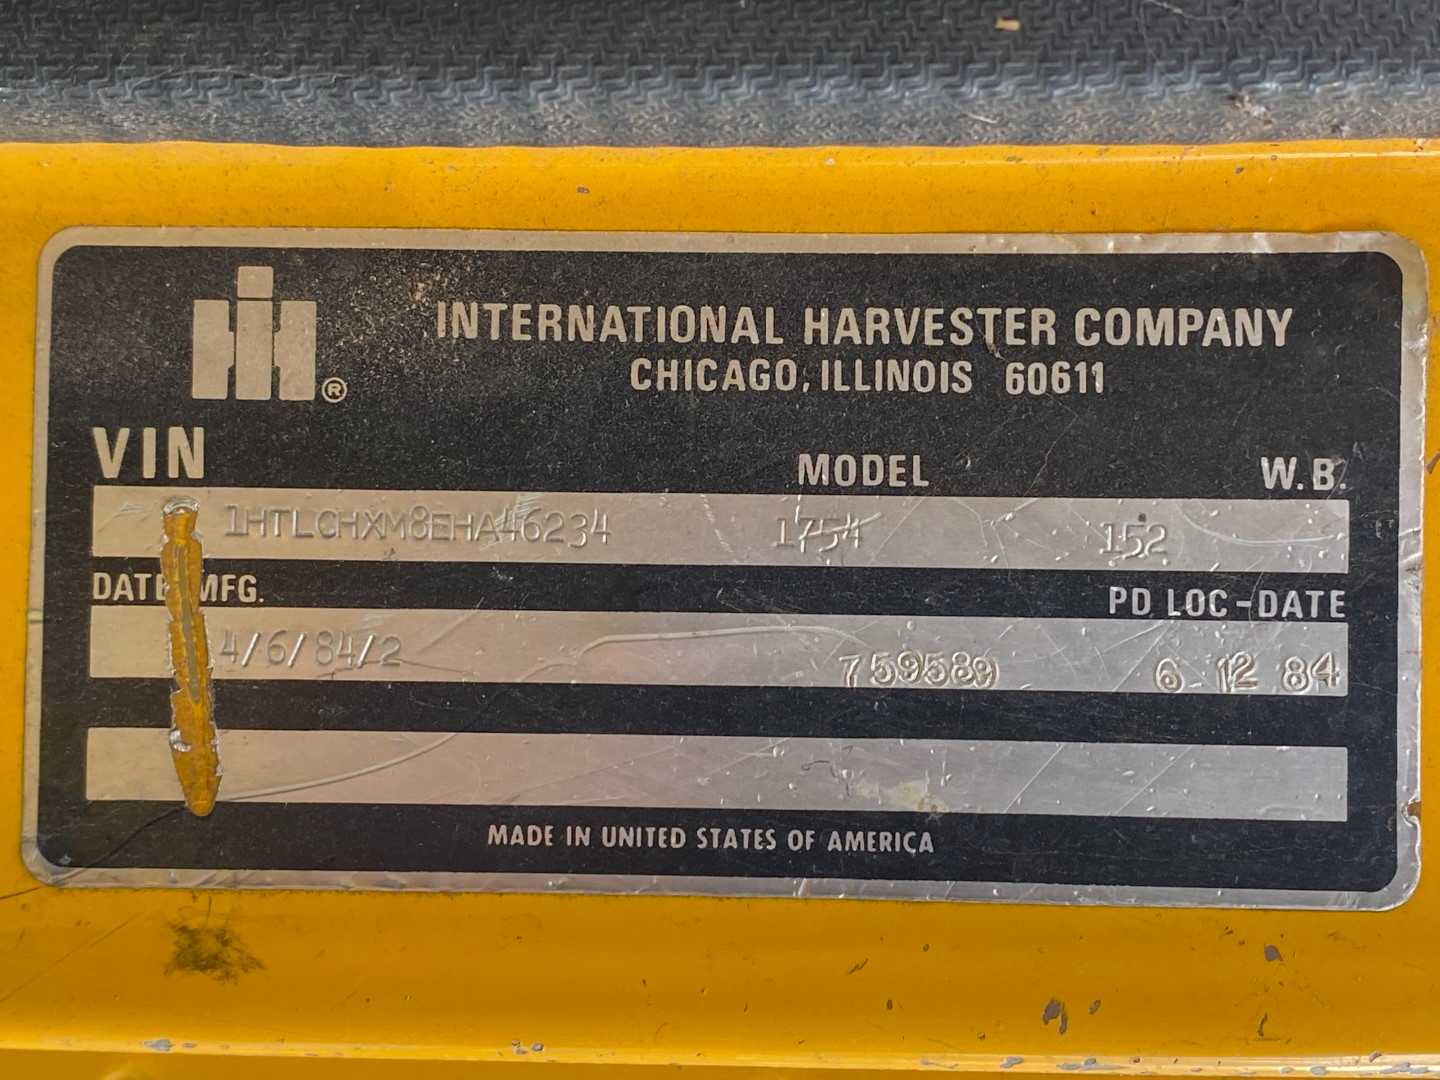 IH ®
INTERNATIONAL HARVESTER COMPANY
CHICAGO, ILLINOIS 60611
VIN MODEL W.B.
1HTLCHXM8EHA46234 1754 152
DATE MFG. PD LOC-DATE
4/6/84/2 759589 6 12 84
MADE IN UNITED STATES OF AMERICA